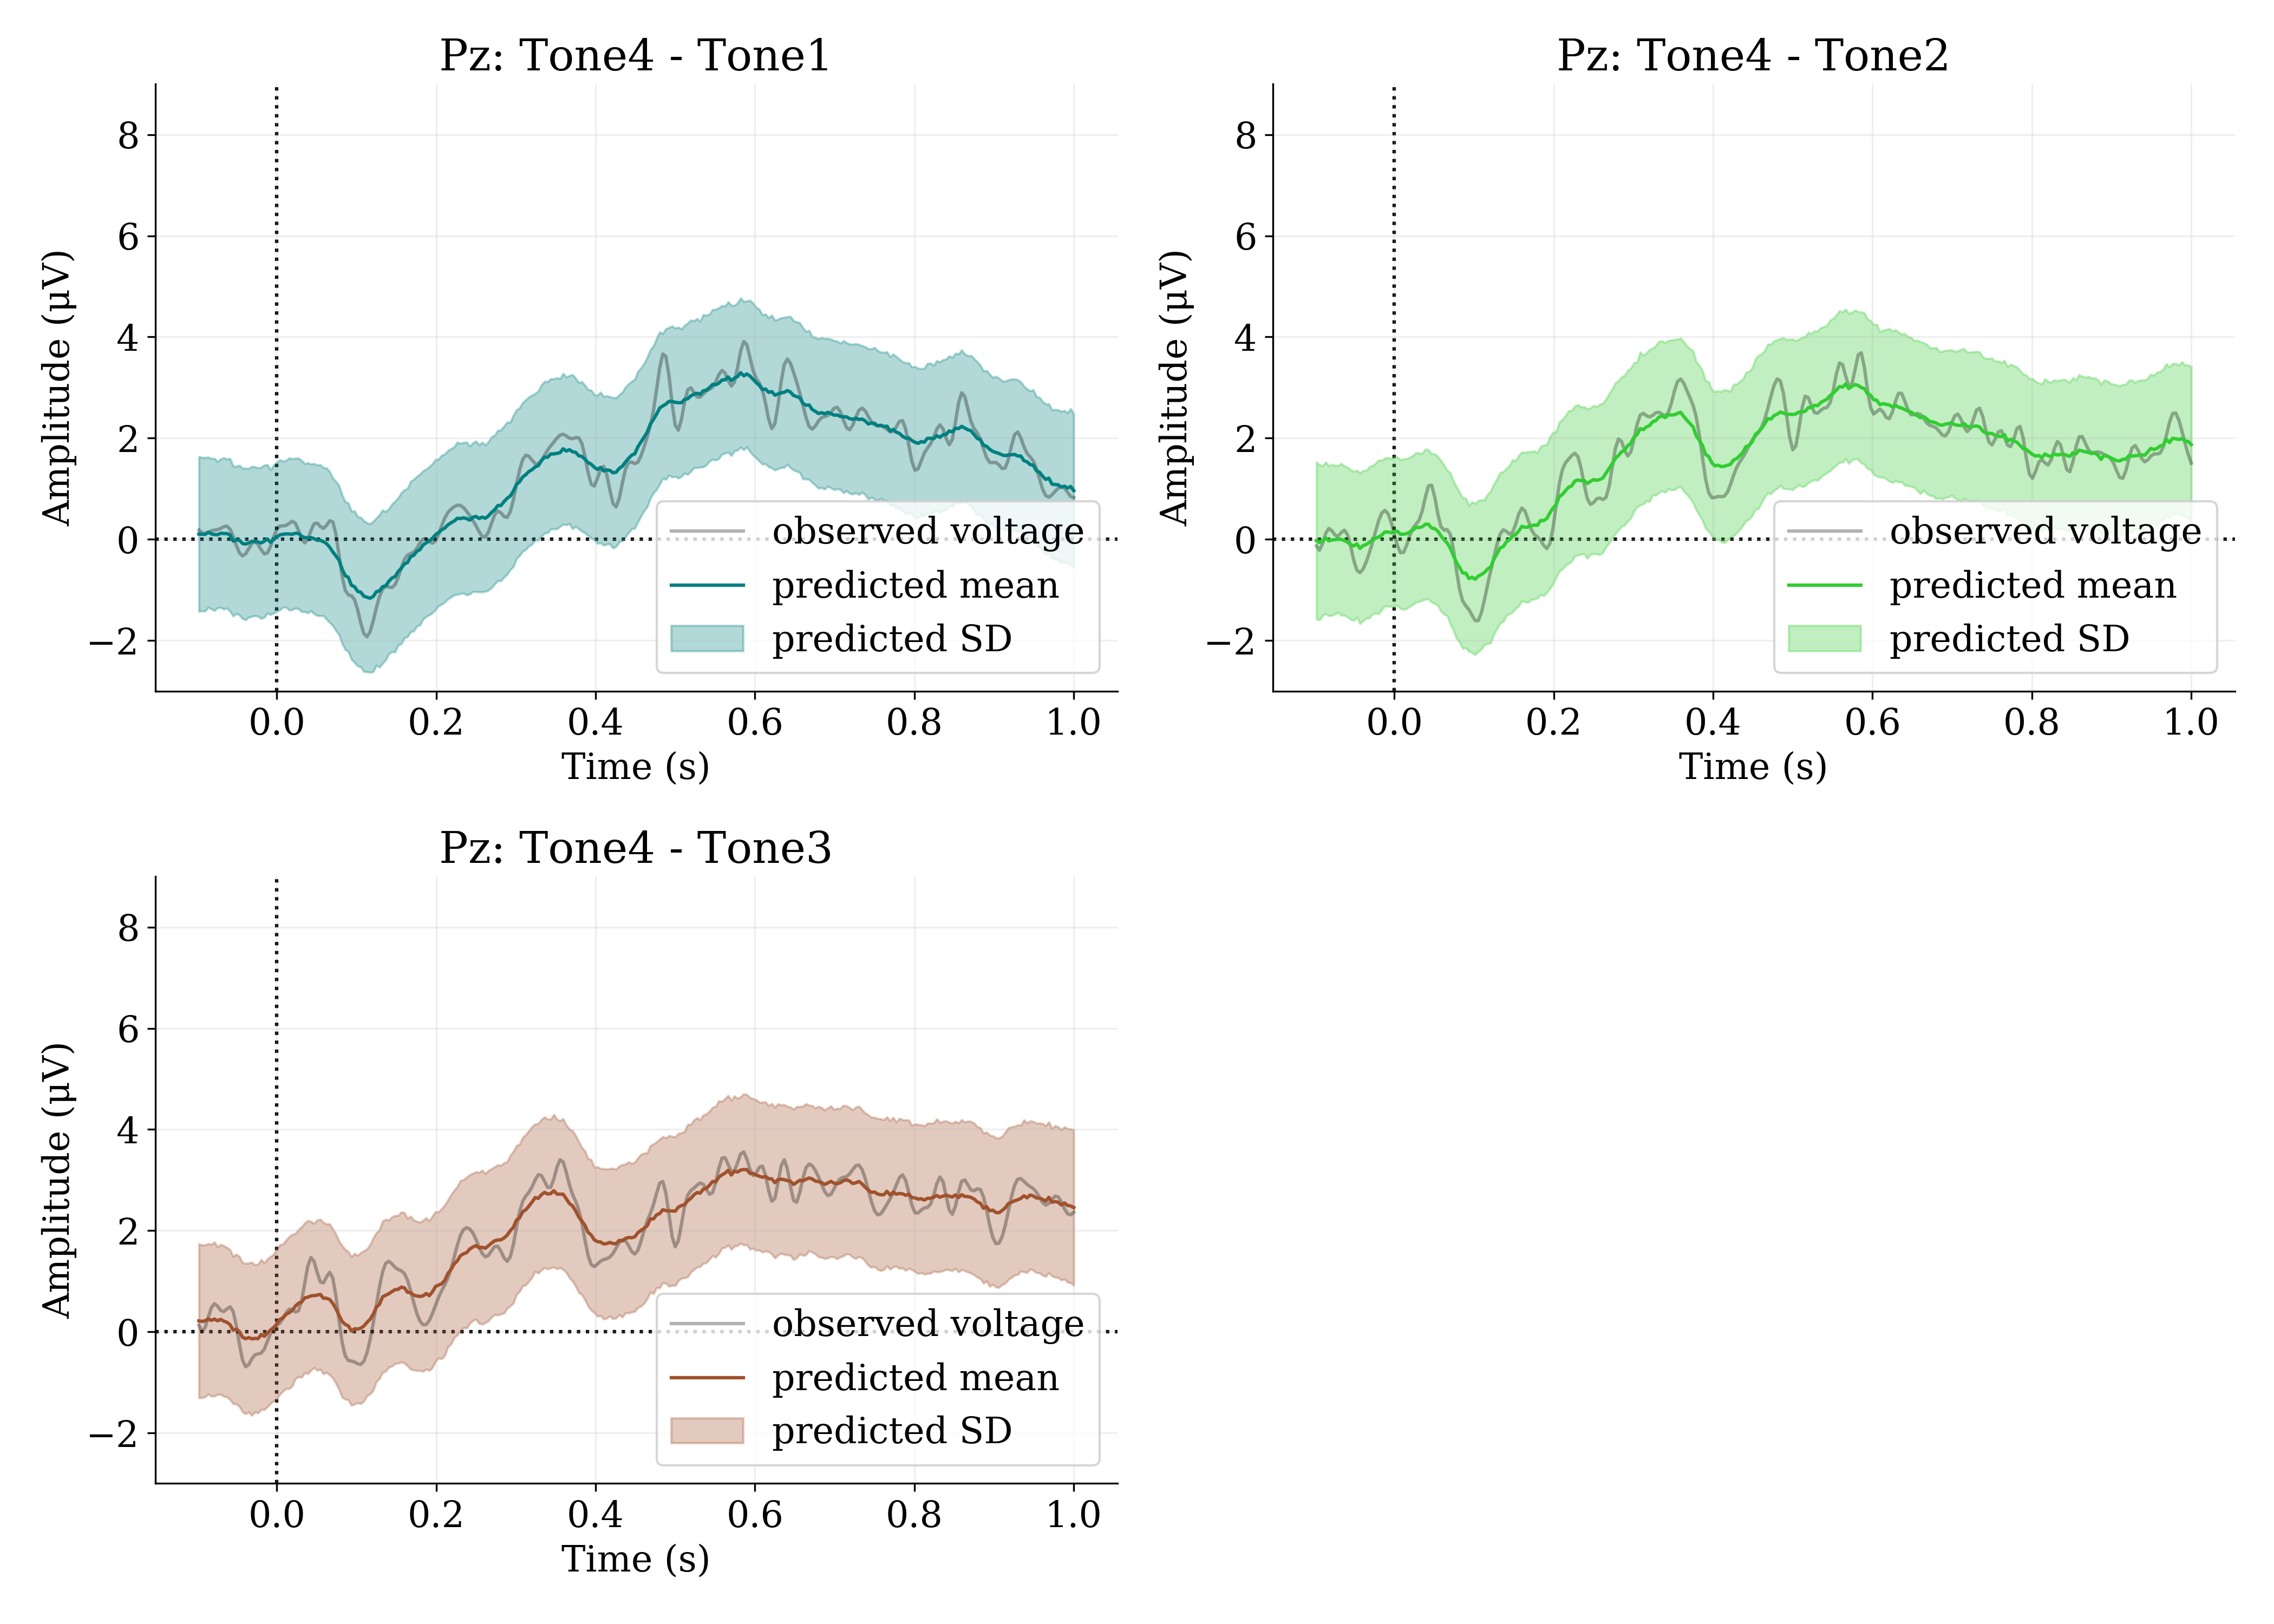 Pz: Tone4 - Tone1
Amplitude (μV)
8
6
4
2
0
−2
observed voltage
predicted mean
predicted SD
0.0 0.2 0.4 0.6 0.8 1.0
Time (s)
Pz: Tone4 - Tone2
Amplitude (μV)
8
6
4
2
0
−2
observed voltage
predicted mean
predicted SD
0.0 0.2 0.4 0.6 0.8 1.0
Time (s)
Pz: Tone4 - Tone3
Amplitude (μV)
8
6
4
2
0
−2
observed voltage
predicted mean
predicted SD
0.0 0.2 0.4 0.6 0.8 1.0
Time (s)